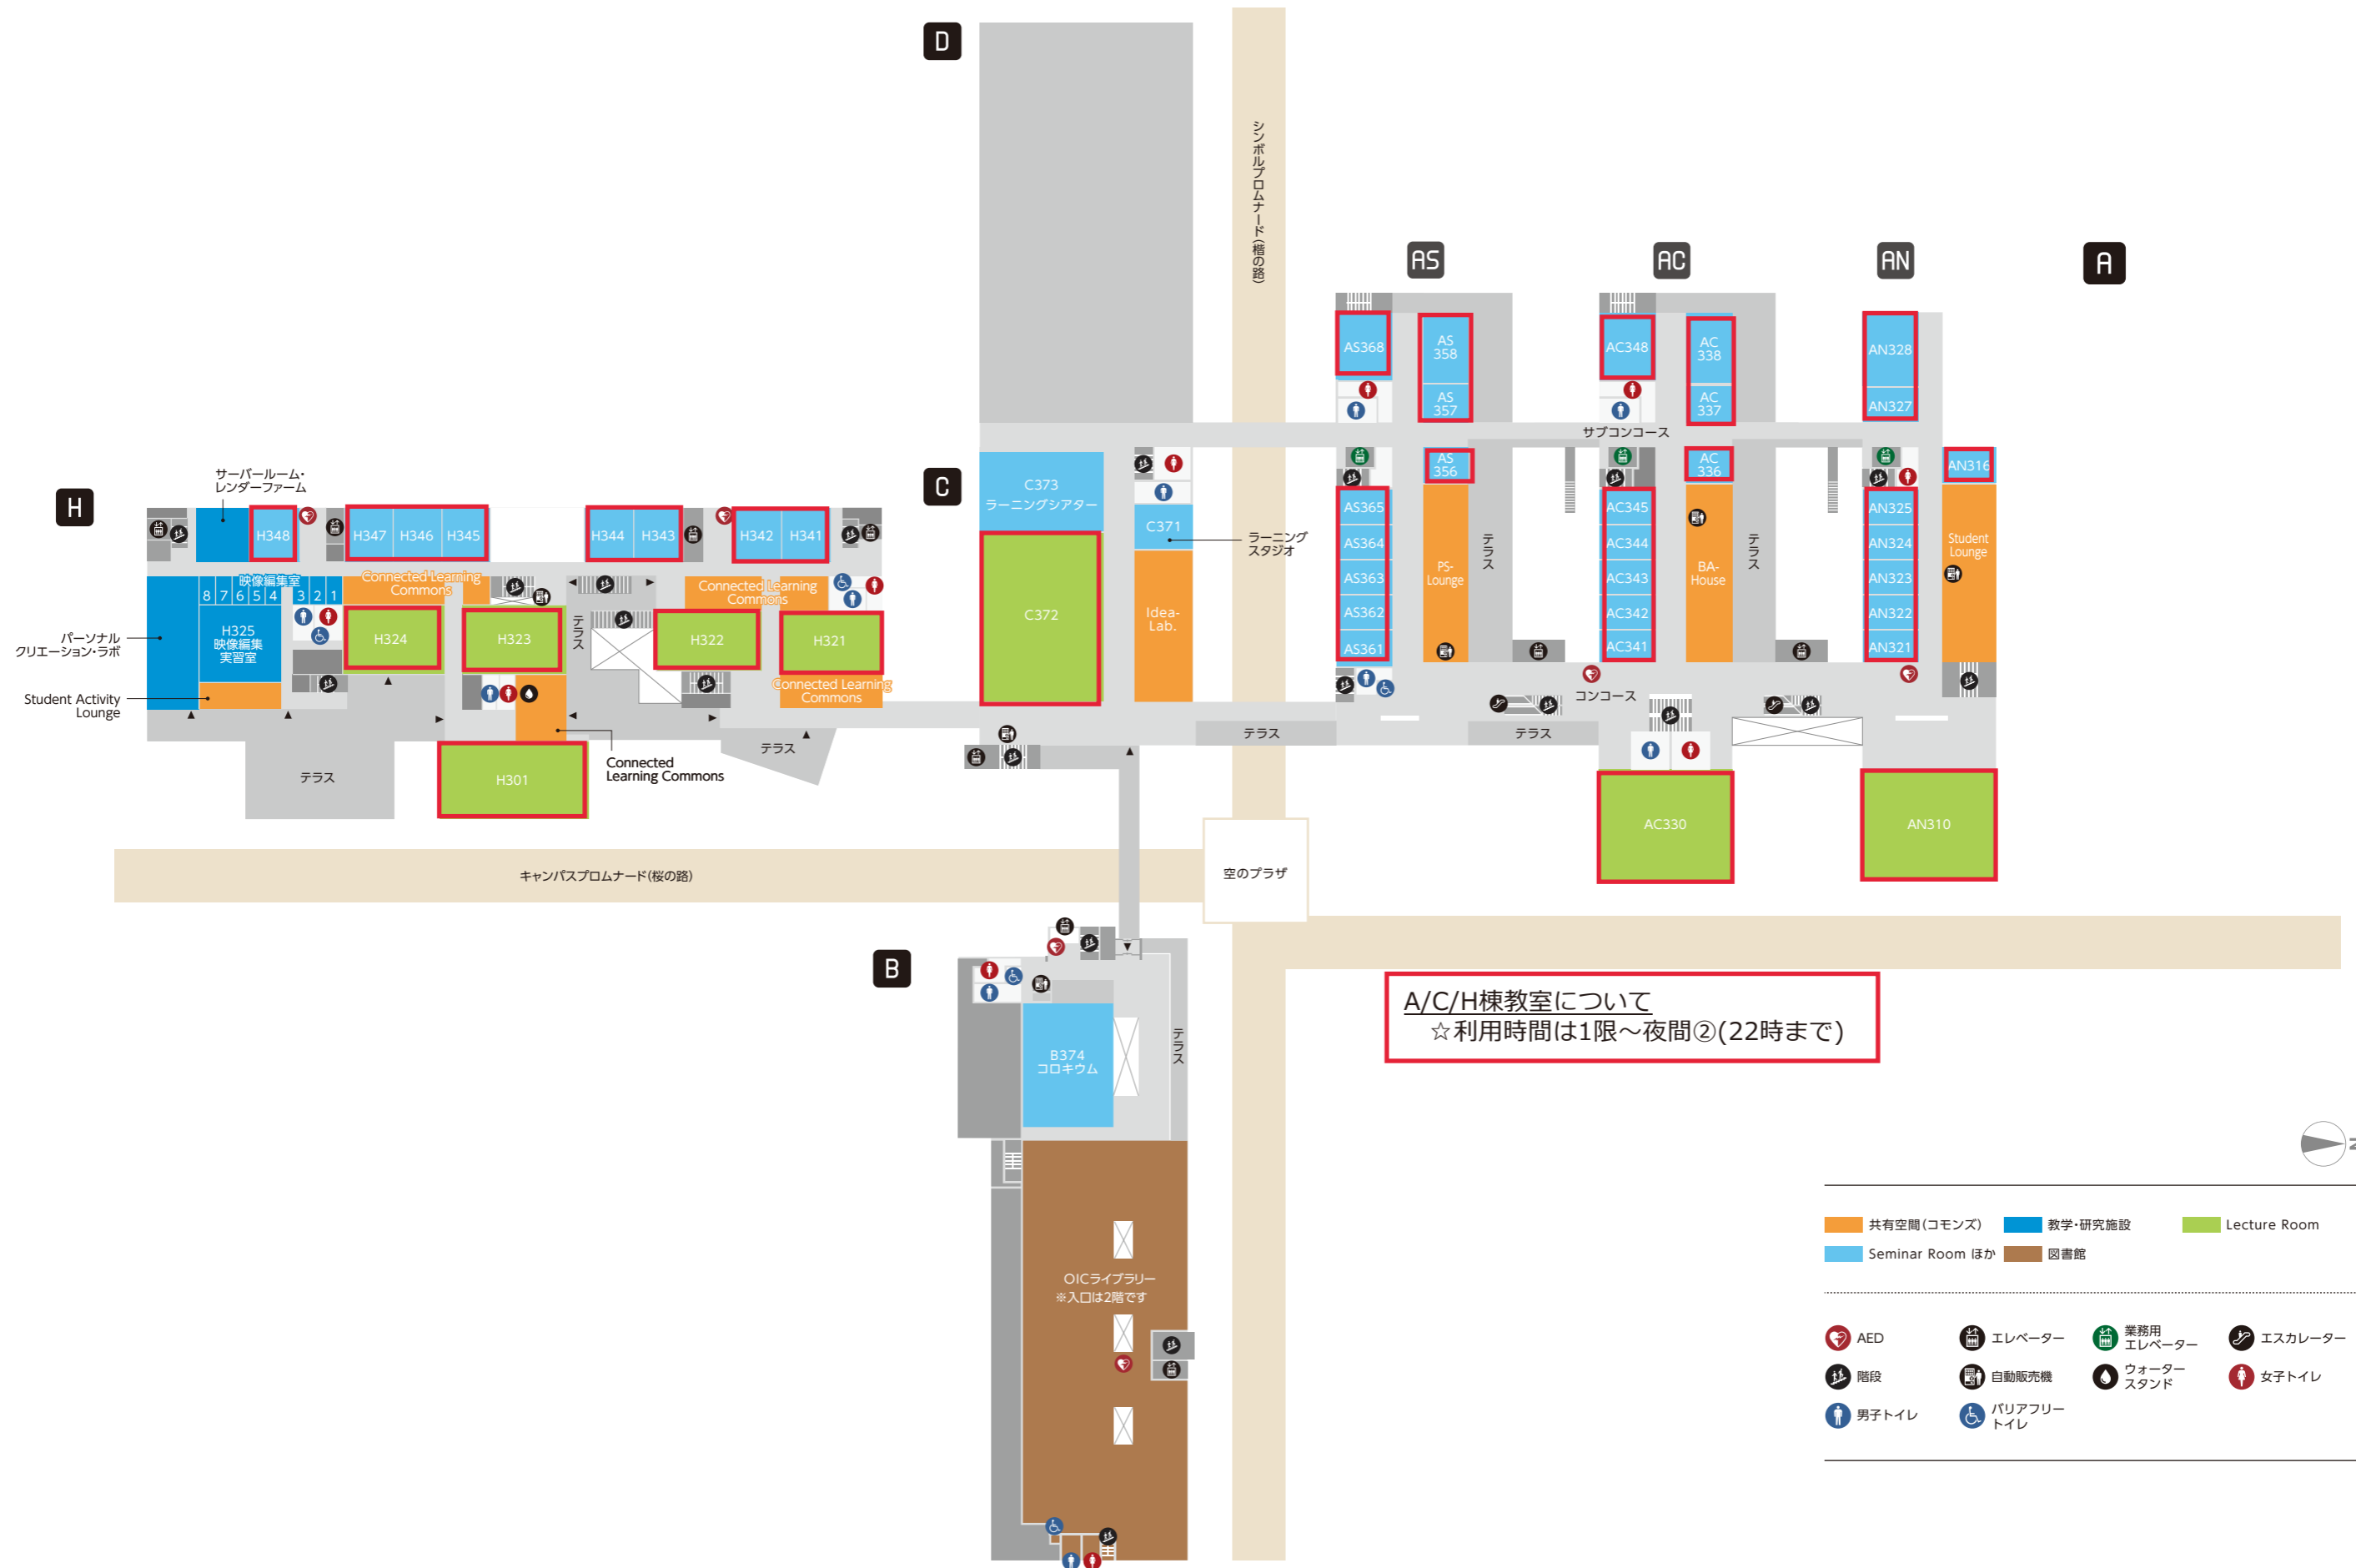 D
シンボルプロムナード(楷の路)
AS
AC
AN
A
AS368
AS
358
AS
357
AC348
AC
338
AC
337
AN328
AN327
サブコンコース
AS
356
AC
336
AN316
AS365
AS364
AS363
AS362
AS361
PS-
Lounge
テラス
AC345
AC344
AC343
AC342
AC341
BA-
House
テラス
AN325
AN324
AN323
AN322
AN321
Student
Lounge
コンコース
テラス
テラス
AC330
AN310
C
C373
ラーニングシアター
C371
ラーニング
スタジオ
C372
Idea-
Lab.
H
サーバールーム・
レンダーファーム
H348
H347
H346
H345
H344
H343
H342
H341
映像編集室
8 7 6 5 4 3 2 1
Connected Learning
Commons
Connected Learning
Commons
H325
映像編集
実習室
H324
H323
テラス
H322
H321
パーソナル
クリエーション・ラボ
Student Activity
Lounge
Connected Learning
Commons
テラス
H301
Connected
Learning Commons
テラス
キャンパスプロムナード(桜の路)
空のプラザ
B
B374
コロキウム
テラス
OICライブラリー
※入口は2階です
A/C/H棟教室について
☆利用時間は1限~夜間②(22時まで)
共有空間(コモンズ)
教学・研究施設
Lecture Room
Seminar Room ほか
図書館
AED
エレベーター
業務用
エレベーター
エスカレーター
階段
自動販売機
ウォーター
スタンド
女子トイレ
男子トイレ
バリアフリー
トイレ